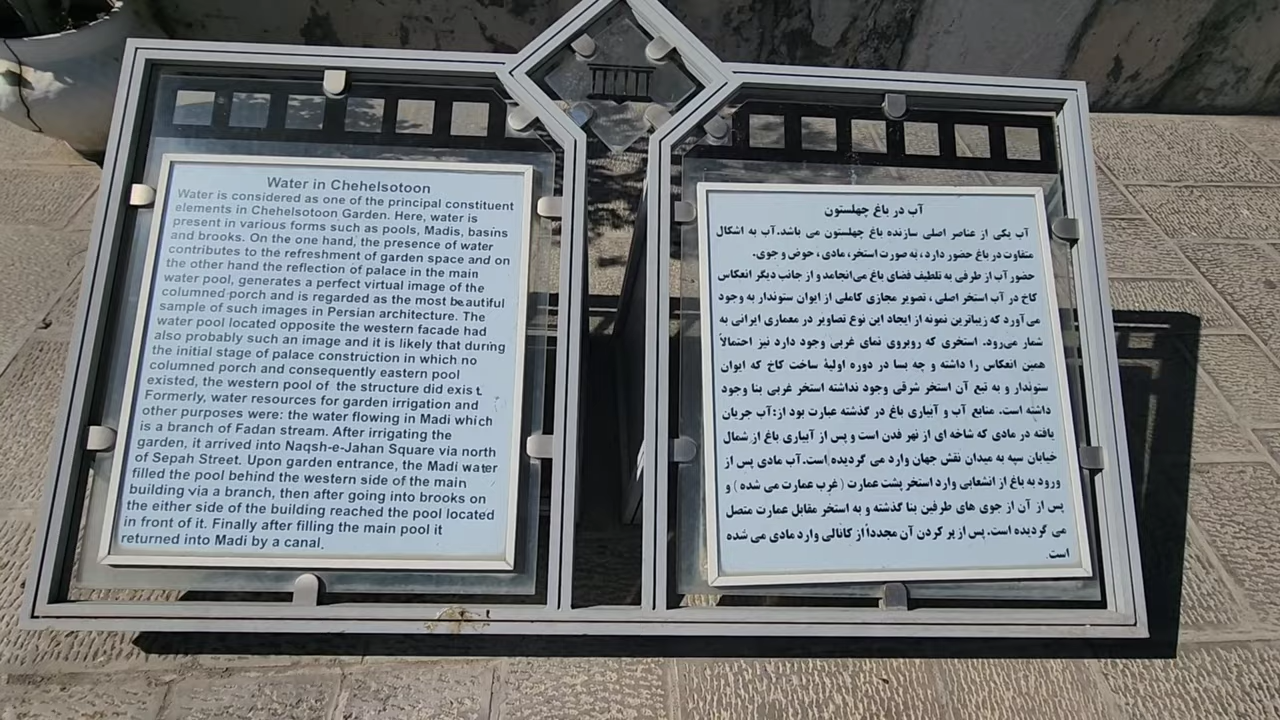 Water in Chehelsotoon
Water is considered as one of the principal constituent
elements in Chehelsotoon Garden. Here, water is
present in various forms such as pools, Madis, basins
and brooks. On the one hand, the presence of water
contributes to the refreshment of garden space and on
the other hand the reflection of palace in the main
water pool, generates a perfect virtual image of the
columned porch and is regarded as the most beautiful
sample of such images in Persian architecture. The
water pool located opposite the western facade had
also probably such an image and it is likely that during
the initial stage of palace construction in which no
columned porch and consequently eastern pool
existed, the western pool of the structure did exist.
Formerly, water resources for garden irrigation and
other purposes were: the water flowing in Madi which
is a branch of Fadan stream. After irrigating the
garden, it arrived into Naqsh-e-Jahan Square via north
of Sepah Street. Upon garden entrance, the Madi water
filled the pool behind the western side of the main
building via a branch, then after going into brooks on
the either side of the building reached the pool located
in front of it. Finally after filling the main pool it
returned into Madi by a canal.
آب در باغ چهلستون
آب یکی از عناصر اصلی سازنده باغ چهلستون می باشد.آب به اشکال
متفاوت در باغ حضور دارد، به صورت استخر، مادی، حوض و جوی.
حضور آب از طرفی به تلطیف فضای باغ می‌انجامد و از جانب دیگر انعکاس
کاخ در آب استخر اصلی، تصویر مجازی کاملی از ایوان ستوندار به وجود
می‌آورد که زیباترین نمونه از ایجاد این نوع تصاویر در معماری ایرانی به
شمار می‌رود. استخری که روبروی نمای غربی وجود دارد نیز احتمالاً
همین انعکاس را داشته و چه بسا در دوره اولیهٔ ساخت کاخ که ایوان
ستوندار و به تبع آن استخر شرقی وجود نداشته استخر غربی بنا وجود
داشته است. منابع آب و آبیاری باغ در گذشته عبارت بود از:آب جریان
یافته در مادی که شاخه ای از نهر فدن است و پس از آبیاری باغ از شمال
خیابان سپه به میدان نقش جهان وارد می گردیده است.آب مادی پس از
ورود به باغ از انشعابی وارد استخر پشت عمارت (غرب عمارت می شده) و
پس از آن از جوی های طرفین بنا گذشته و به استخر مقابل عمارت متصل
می گردیده است. پس از پر کردن آن مجدداً از کانالی وارد مادی می شده
است.